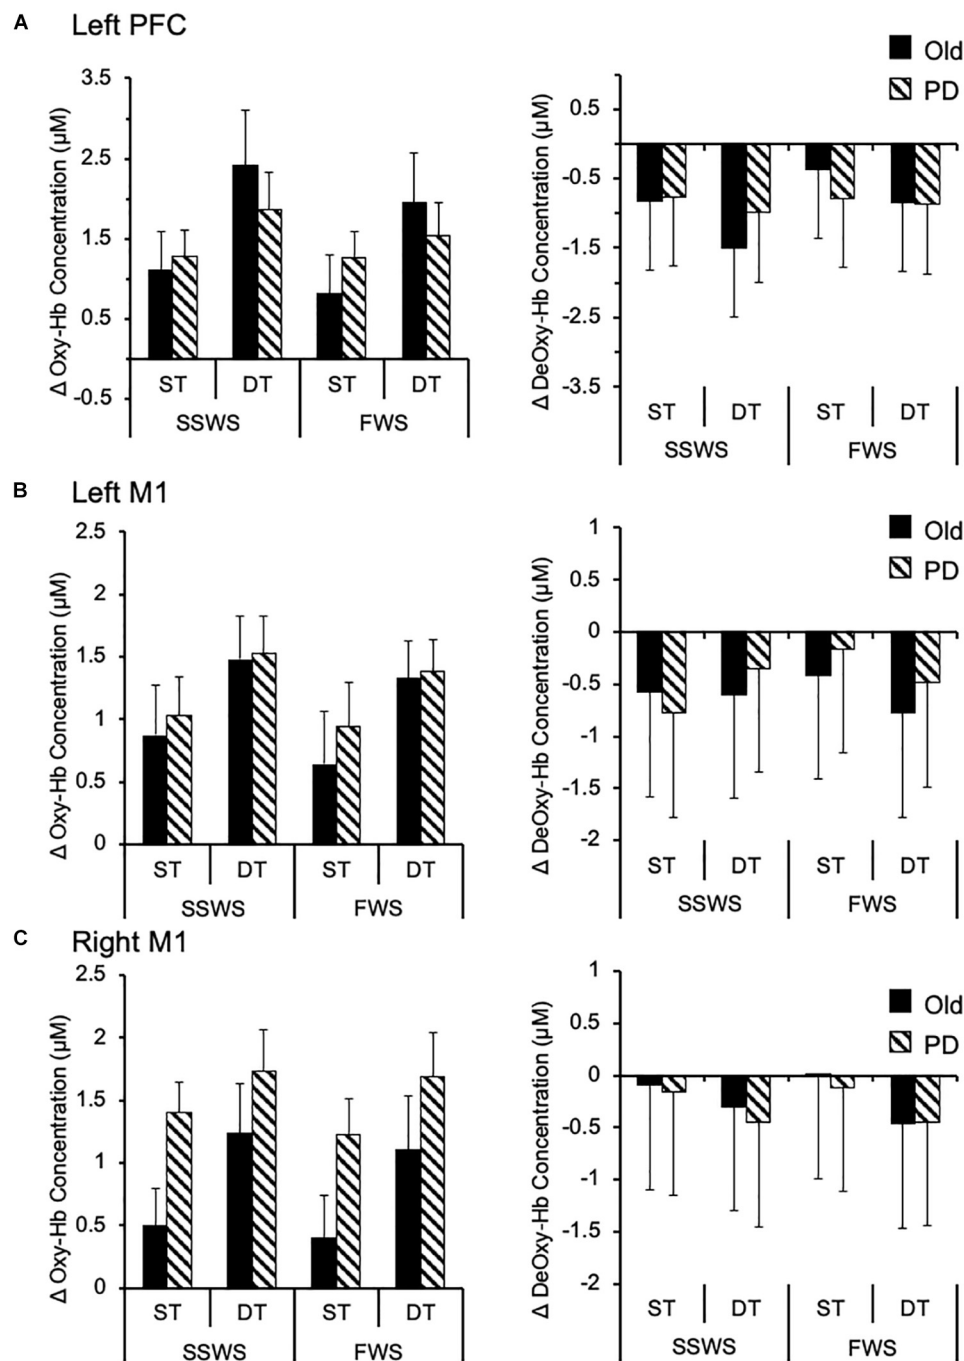 A Left PFC
Δ Oxy-Hb Concentration (µM)
3.5
2.5
1.5
0.5
-0.5
ST DT ST DT
SSWS FWS
Δ DeOxy-Hb Concentration (µM)
0.5
-0.5
-1.5
-2.5
-3.5
ST DT ST DT
SSWS FWS
Old
PD
B Left M1
Δ Oxy-Hb Concentration (µM)
2.5
2
1.5
1
0.5
0
ST DT ST DT
SSWS FWS
Δ DeOxy-Hb Concentration (µM)
1
0.5
0
-0.5
-1
-1.5
-2
ST DT ST DT
SSWS FWS
Old
PD
C Right M1
Δ Oxy-Hb Concentration (µM)
2.5
2
1.5
1
0.5
0
ST DT ST DT
SSWS FWS
Δ DeOxy-Hb Concentration (µM)
1
0.5
0
-0.5
-1
-1.5
-2
ST DT ST DT
SSWS FWS
Old
PD